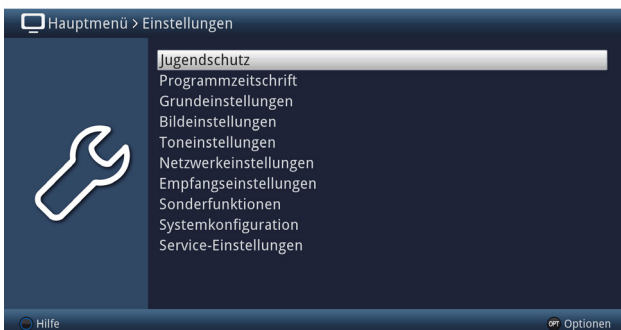 Hauptmenü > Einstellungen
Jugendschutz
Programmzeitschrift
Grundeinstellungen
Bildeinstellungen
Toneinstellungen
Netzwerkeinstellungen
Empfangseinstellungen
Sonderfunktionen
Systemkonfiguration
Service-Einstellungen
Hilfe
OPT Optionen